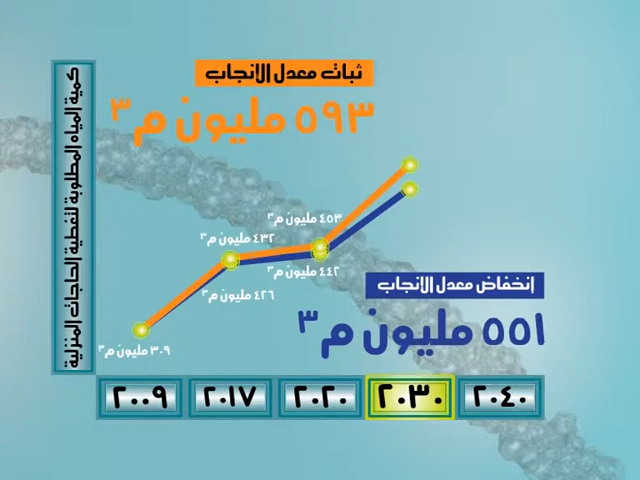 ثبات معدل الانجاب
٥٩٣ مليون م٣
كمية المياه المطلوبة لتغطية الحاجات المنزلية
٤٥٣ مليون م٣
٤٣٢ مليون م٣
٤٤٢ مليون م٣
٤٢٦ مليون م٣
إنخفاض معدل الانجاب
٥٥١ مليون م٣
٣٠٩ مليون م٣
٢٠٠٩ ٢٠١٧ ٢٠٢٠ ٢٠٣٠ ٢٠٤٠